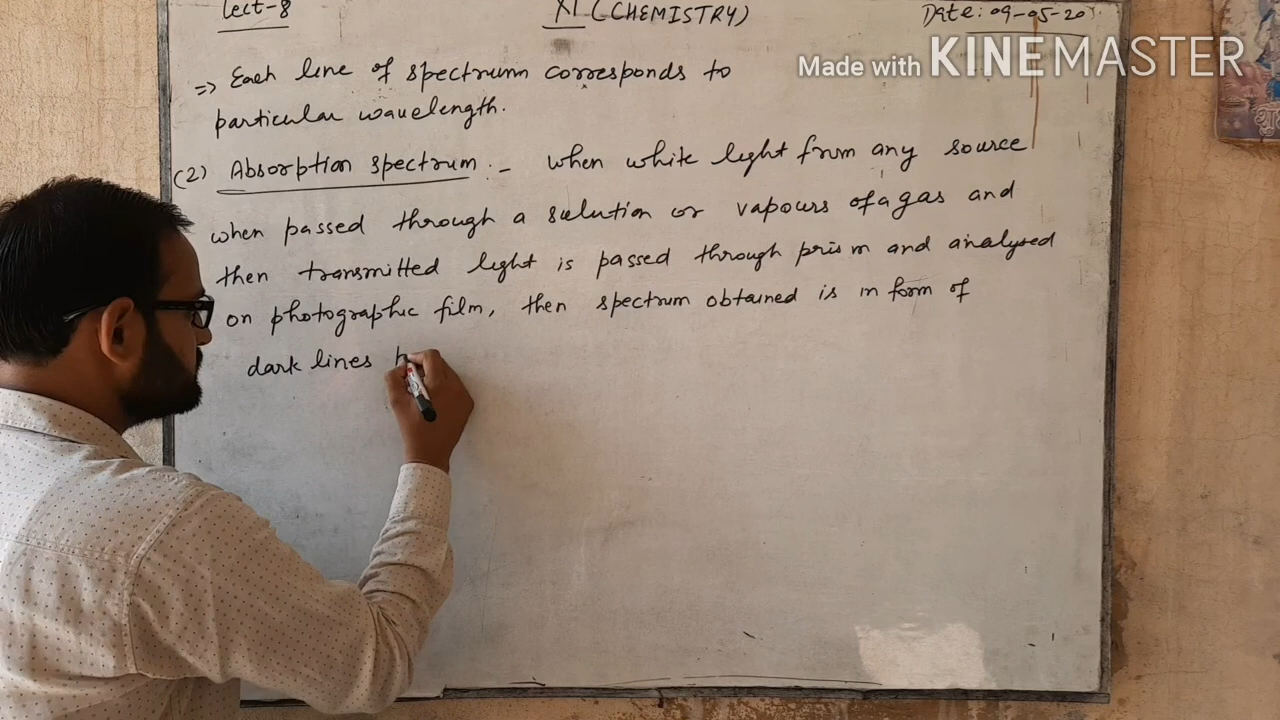 Lect-8 XI (CHEMISTRY) Date: 09-05-20
Made with KINEMASTER
=> Each line of spectrum corresponds to
particular wavelength.
(2) Absorption spectrum :- when white light from any source
when passed through a solution or vapours of a gas and
then transmitted light is passed through prism and analysed
on photographic film, then spectrum obtained is in form of
dark lines